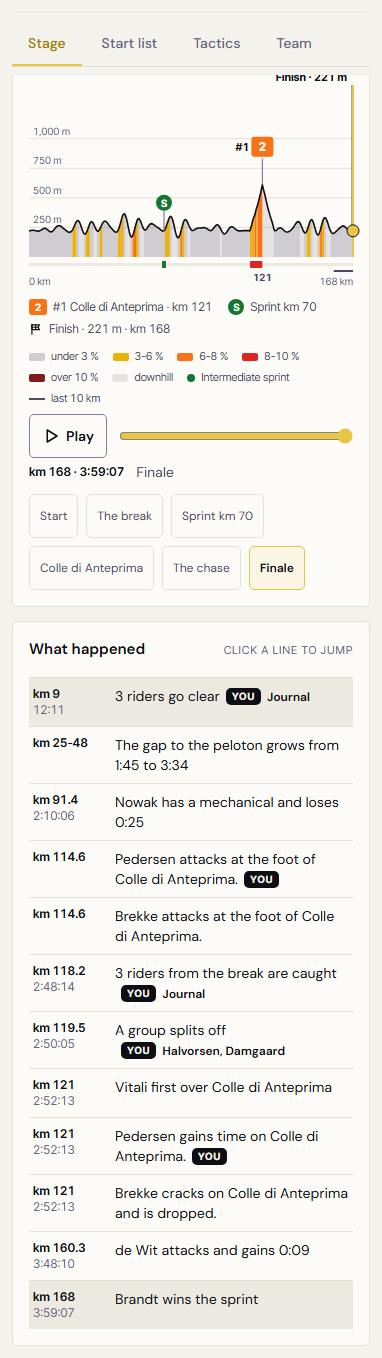 Stage Start list Tactics Team
Finish · 221 m
1,000 m
#1 2
750 m
500 m
S
250 m
121
0 km 168 km
2 #1 Colle di Anteprima · km 121 S Sprint km 70
Finish · 221 m · km 168
under 3 % 3-6 % 6-8 % 8-10 %
over 10 % downhill Intermediate sprint
last 10 km
Play
km 168 · 3:59:07 Finale
Start The break Sprint km 70
Colle di Anteprima The chase Finale
What happened CLICK A LINE TO JUMP
km 9 3 riders go clear YOU Journal
12:11
km 25-48 The gap to the peloton grows from
1:45 to 3:34
km 91.4 Nowak has a mechanical and loses
2:10:06 0:25
km 114.6 Pedersen attacks at the foot of
Colle di Anteprima. YOU
km 114.6 Brekke attacks at the foot of Colle
di Anteprima.
km 118.2 3 riders from the break are caught
2:48:14 YOU Journal
km 119.5 A group splits off
2:50:05 YOU Halvorsen, Damgaard
km 121 Vitali first over Colle di Anteprima
2:52:13
km 121 Pedersen gains time on Colle di
2:52:13 Anteprima. YOU
km 121 Brekke cracks on Colle di Anteprima
2:52:13 and is dropped.
km 160.3 de Wit attacks and gains 0:09
3:48:10
km 168 Brandt wins the sprint
3:59:07